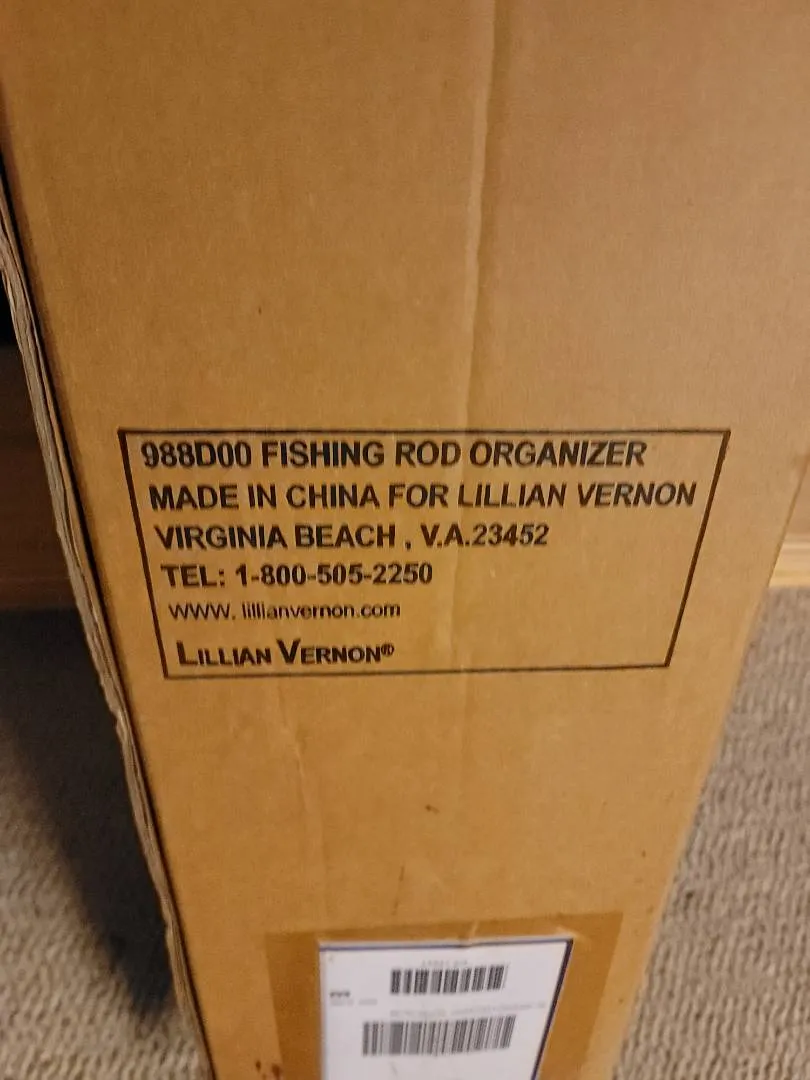 988D00 FISHING ROD ORGANIZER
MADE IN CHINA FOR LILLIAN VERNON
VIRGINIA BEACH , V.A.23452
TEL: 1-800-505-2250
WWW. lillianvernon.com
LILLIAN VERNON®